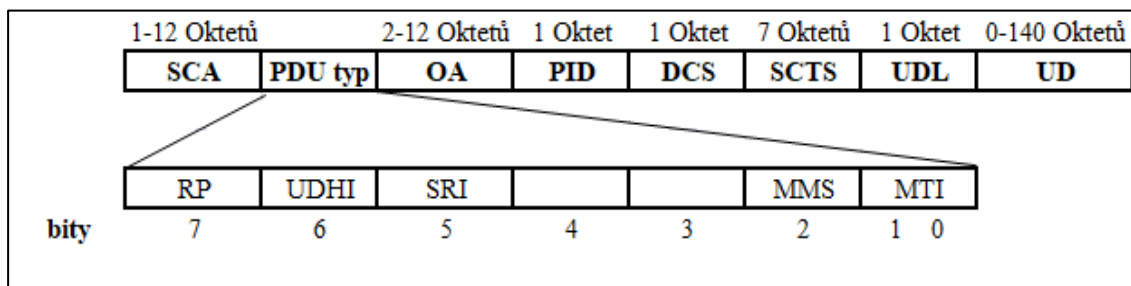 1-12 Oktetů 2-12 Oktetů 1 Oktet 1 Oktet 7 Oktetů 1 Oktet 0-140 Oktetů
SCA PDU typ OA PID DCS SCTS UDL UD
RP UDHI SRI MMS MTI
bity 7 6 5 4 3 2 1 0